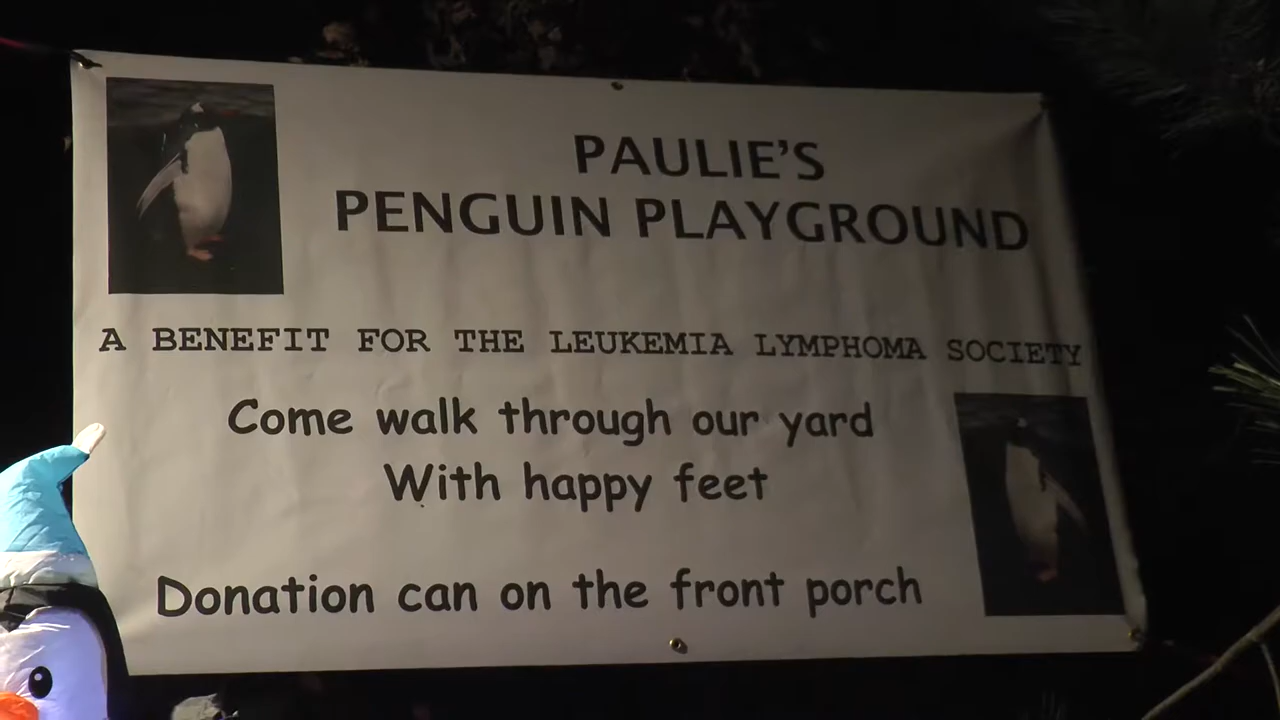 PAULIE'S
PENGUIN PLAYGROUND
A BENEFIT FOR THE LEUKEMIA LYMPHOMA SOCIETY
Come walk through our yard
With happy feet
Donation can on the front porch